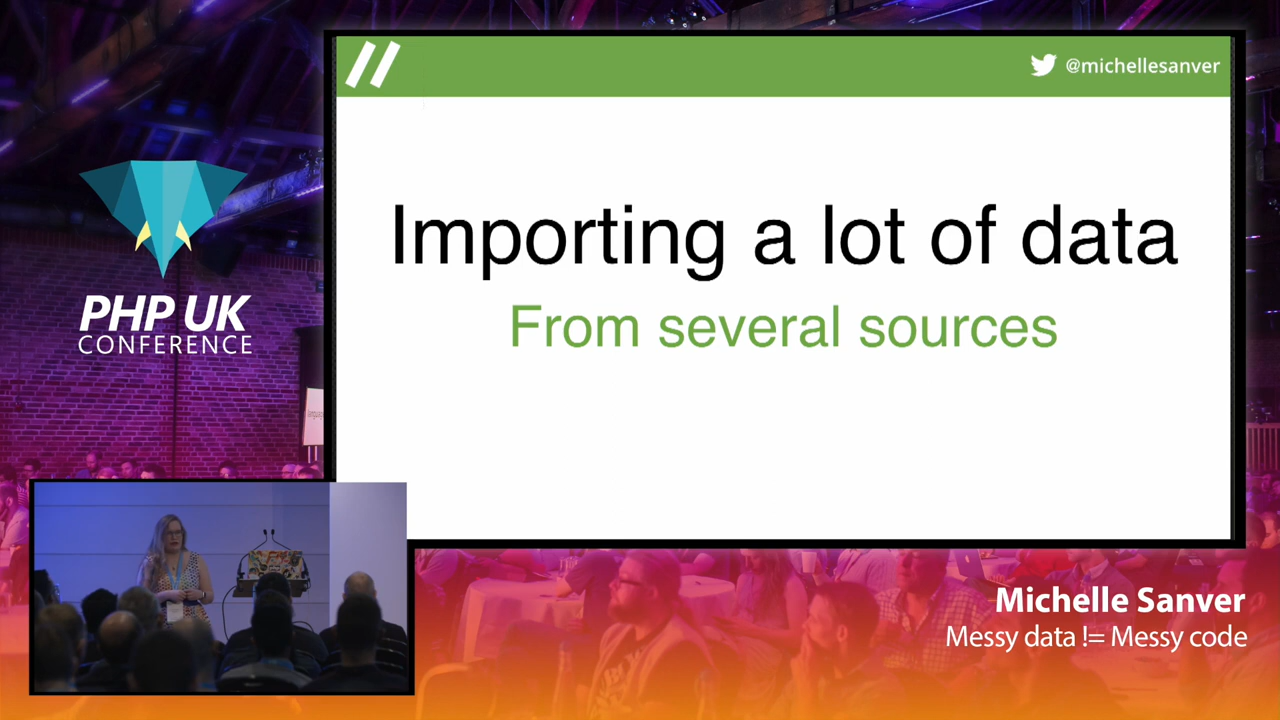 @michellesanver
Importing a lot of data
From several sources
PHP UK
CONFERENCE
Michelle Sanver
Messy data != Messy code